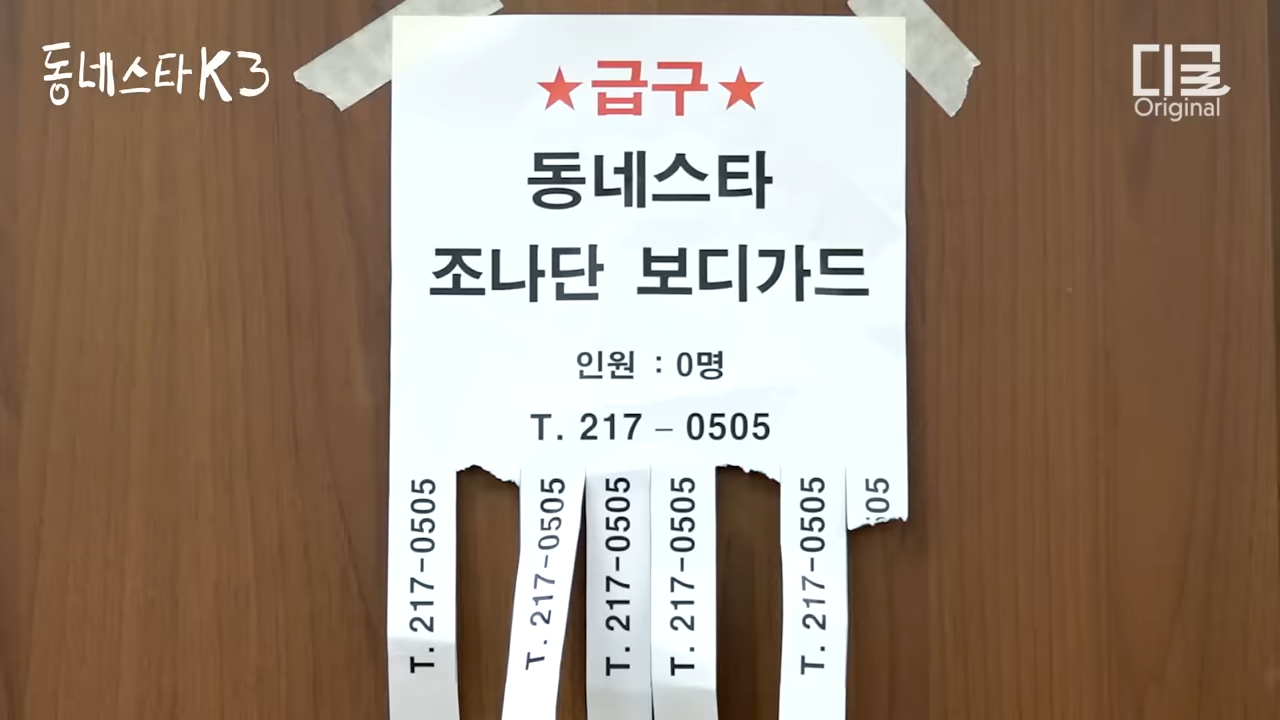 동네스타K3
디글
Original
★급구★
동네스타
조나단 보디가드
인원 : 0명
T. 217 - 0505
T. 217-0505
T. 217-0505
T. 217-0505
T. 217-0505
T. 217-0505
505